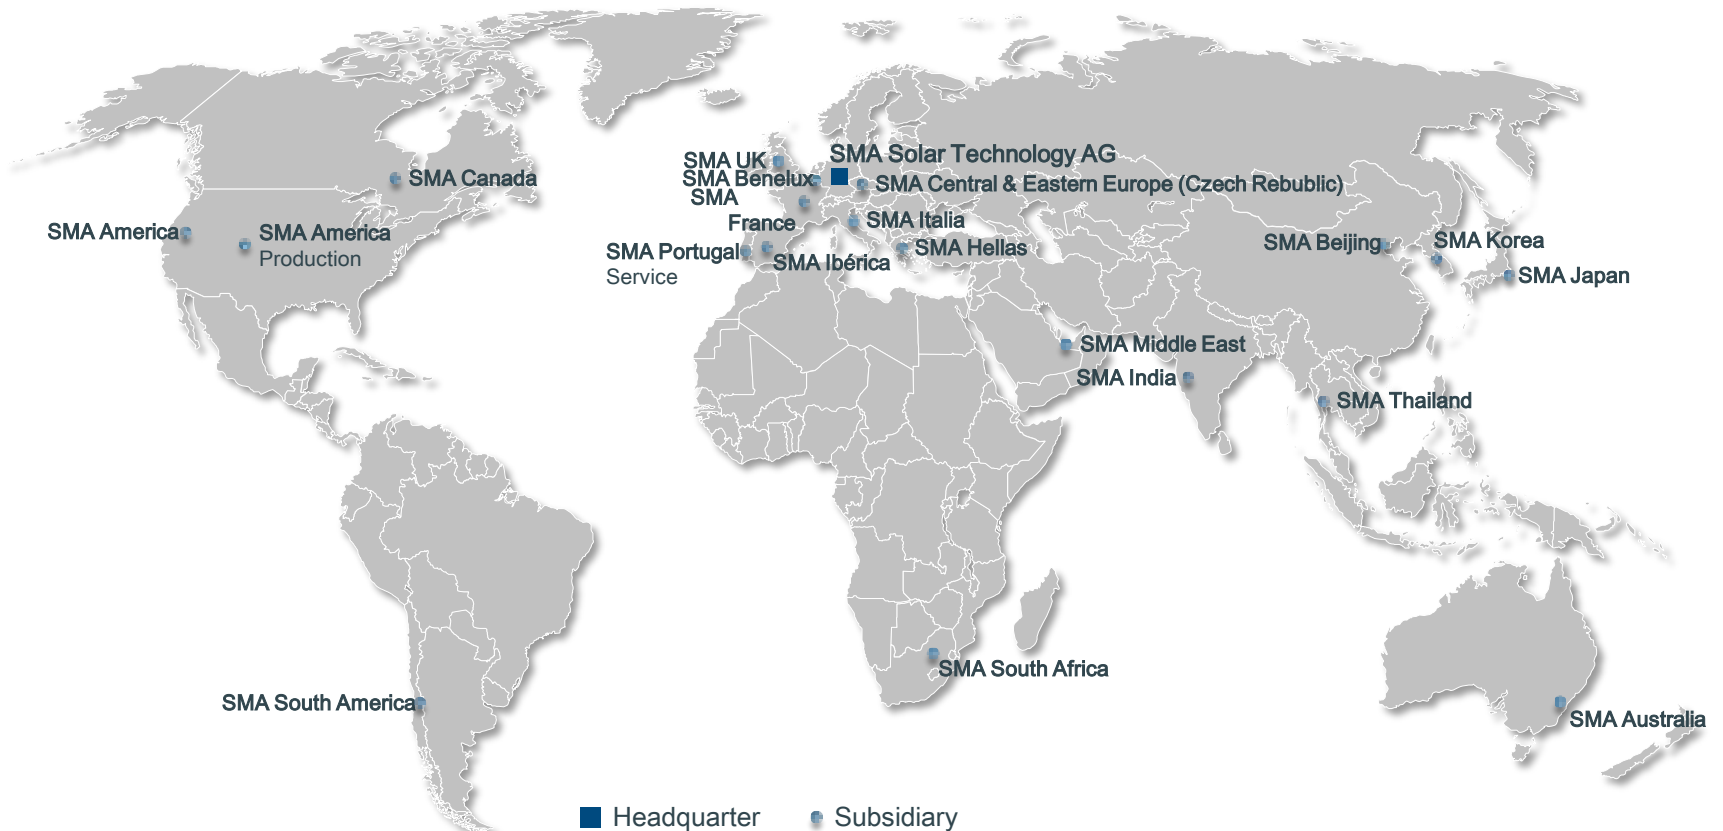 SMA UK
SMA Solar Technology AG
SMA Canada
SMA Benelux
SMA Central & Eastern Europe (Czech Rebublic)
SMA
France
SMA America
SMA America
Production
SMA Italia
SMA Portugal
Service
SMA Ibérica
SMA Hellas
SMA Beijing
SMA Korea
SMA Japan
SMA Middle East
SMA India
SMA Thailand
SMA South Africa
SMA South America
SMA Australia
Headquarter
Subsidiary